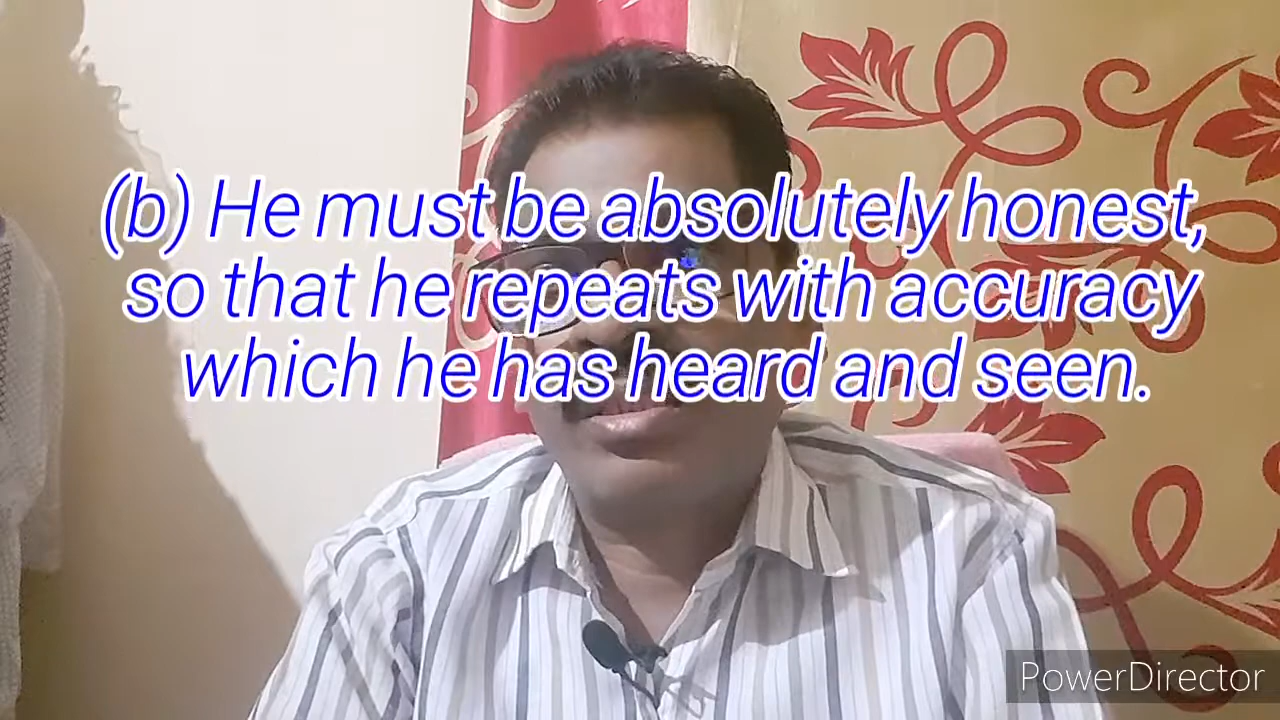 (b) He must be absolutely honest,
so that he repeats with accuracy
which he has heard and seen.
PowerDirector